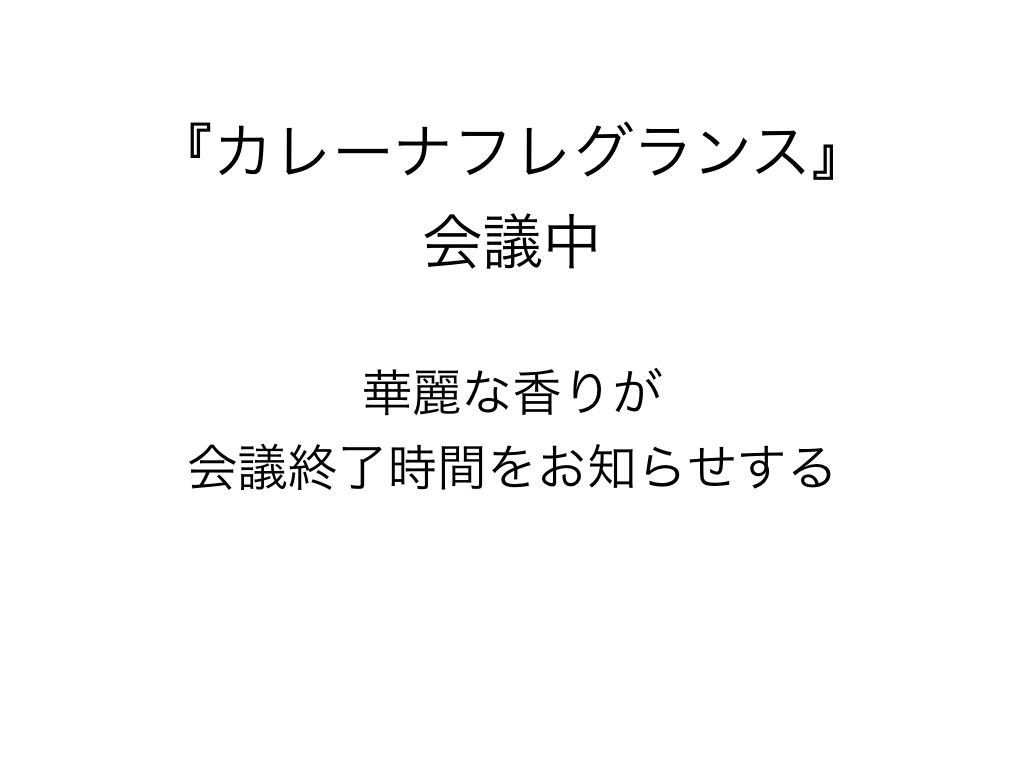 『カレーナフレグランス』
会議中
華麗な香りが
会議終了時間をお知らせする